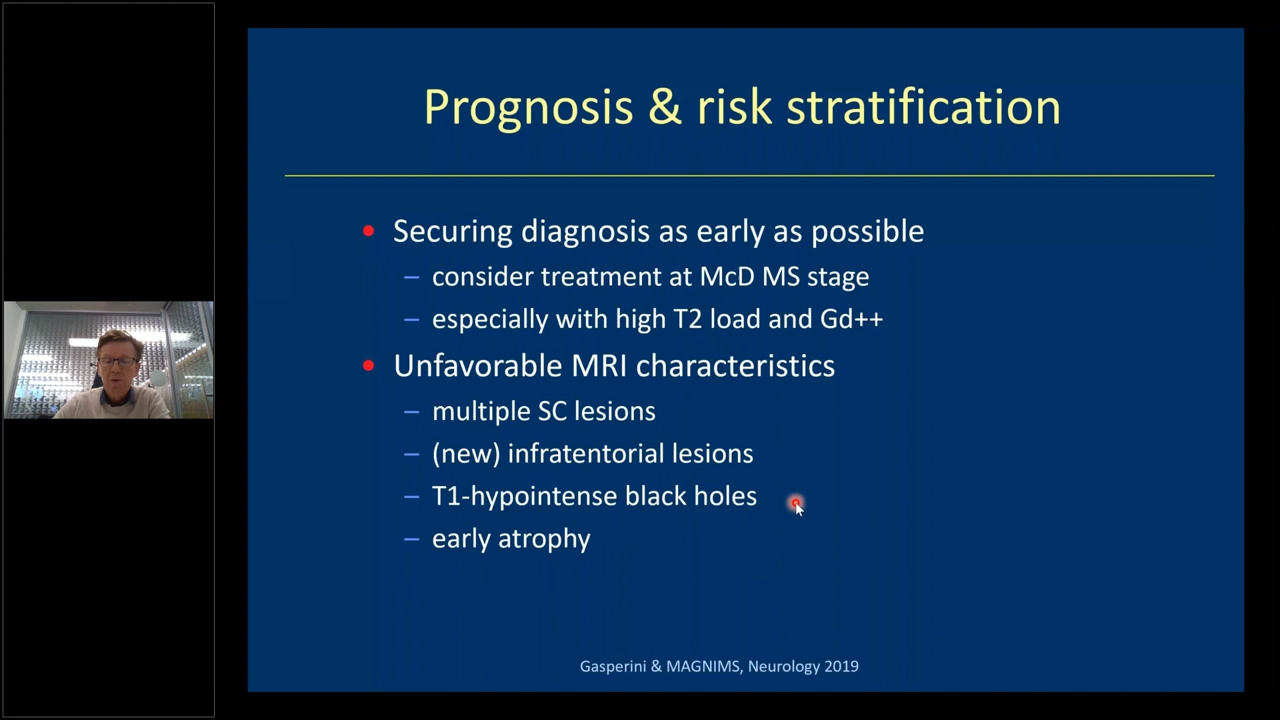 Prognosis & risk stratification
• Securing diagnosis as early as possible
– consider treatment at McD MS stage
– especially with high T2 load and Gd++
• Unfavorable MRI characteristics
– multiple SC lesions
– (new) infratentorial lesions
– T1-hypointense black holes
– early atrophy
Gasperini & MAGNIMS, Neurology 2019